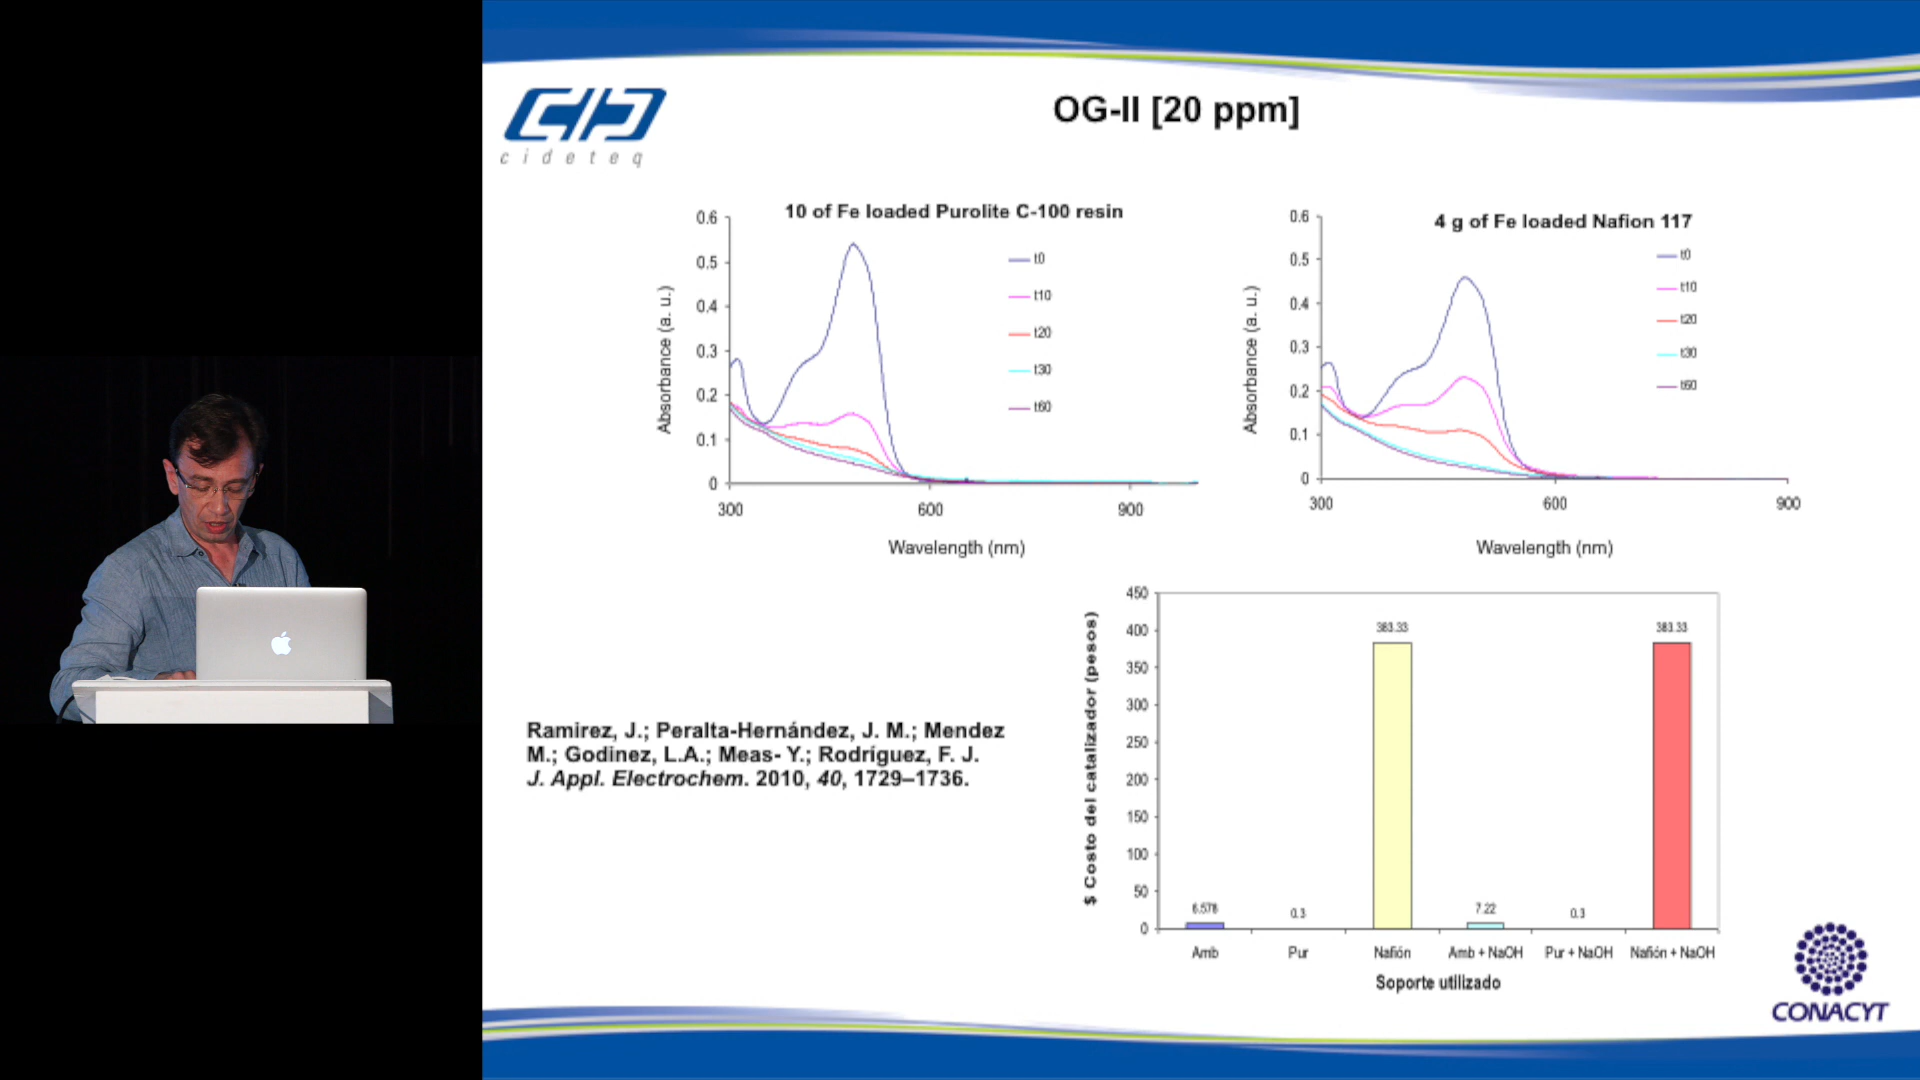 cideteq
OG-II [20 ppm]
10 of Fe loaded Purolite C-100 resin
0.6
0.5
0.4
0.3
0.2
0.1
0
Absorbance (a. u.)
t0
t10
t20
t30
t60
300 600 900
Wavelength (nm)
4 g of Fe loaded Nafion 117
0.6
0.5
0.4
0.3
0.2
0.1
0
Absorbance (a. u.)
t0
t10
t20
t30
t60
300 600 900
Wavelength (nm)
Ramirez, J.; Peralta-Hernández, J. M.; Mendez
M.; Godinez, L.A.; Meas- Y.; Rodríguez, F. J.
J. Appl. Electrochem. 2010, 40, 1729–1736.
$ Costo del catalizador (pesos)
450
400
350
300
250
200
150
100
50
0
6.578 0.3 383.33 7.22 0.3 383.33
Amb Pur Nafión Amb + NaOH Pur + NaOH Nafión + NaOH
Soporte utilizado
CONACYT